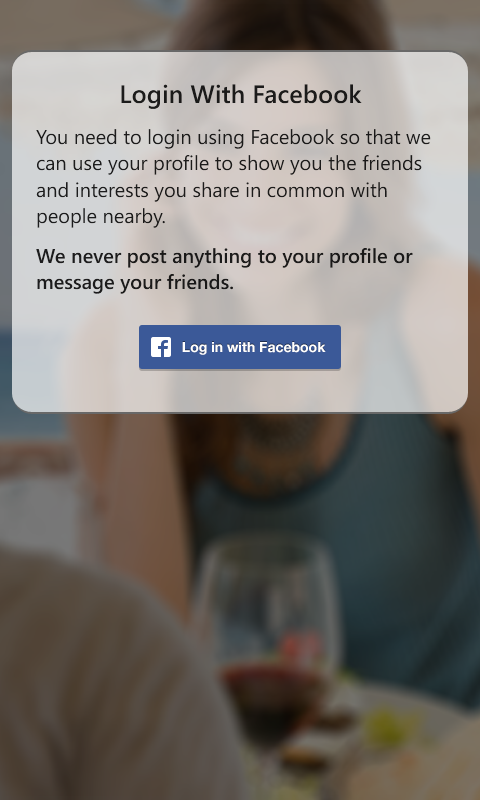 Login With Facebook
You need to login using Facebook so that we
can use your profile to show you the friends
and interests you share in common with
people nearby.
We never post anything to your profile or
message your friends.
Log in with Facebook